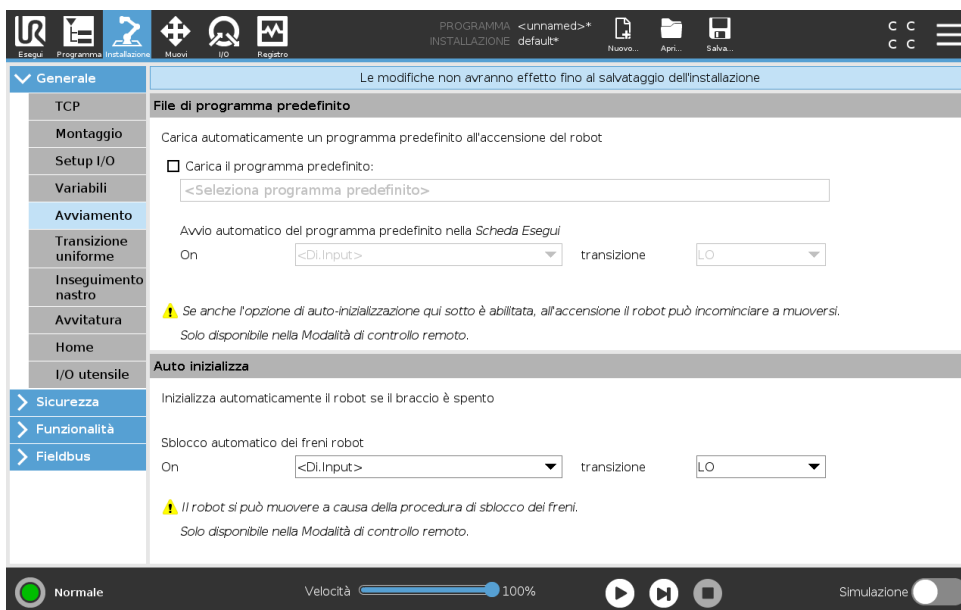 UR
PROGRAMMA <unnamed>*
INSTALLAZIONE default*
Esegui Programma Installazione Muovi I/O Registro Nuovo... Apri... Salva...
C C
C C
Generale
TCP
Montaggio
Setup I/O
Variabili
Avviamento
Transizione
uniforme
Inseguimento
nastro
Avvitatura
Home
I/O utensile
Sicurezza
Funzionalità
Fieldbus
Le modifiche non avranno effetto fino al salvataggio dell'installazione
File di programma predefinito
Carica automaticamente un programma predefinito all'accensione del robot
Carica il programma predefinito:
<Seleziona programma predefinito>
Avvio automatico del programma predefinito nella Scheda Esegui
On <Di.Input> transizione LO
Se anche l'opzione di auto-inizializzazione qui sotto è abilitata, all'accensione il robot può incominciare a muoversi.
Solo disponibile nella Modalità di controllo remoto.
Auto inizializza
Inizializza automaticamente il robot se il braccio è spento
Sblocco automatico dei freni robot
On <Di.Input> transizione LO
Il robot si può muovere a causa della procedura di sblocco dei freni.
Solo disponibile nella Modalità di controllo remoto.
Normale Velocità 100% Simulazione